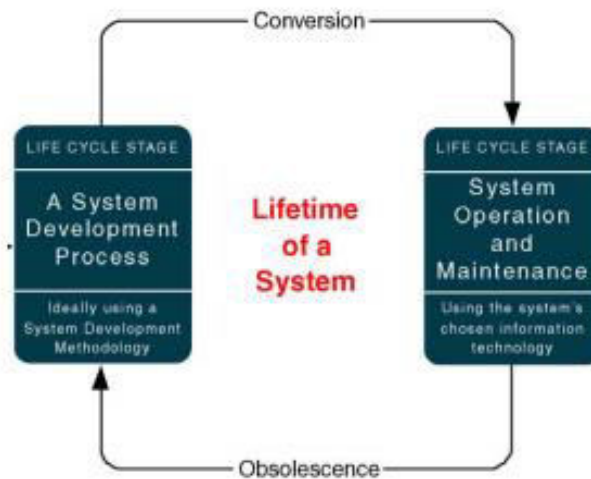 Conversion
LIFE CYCLE STAGE
A System
Development
Process
Ideally using a
System Development
Methodology
Lifetime
of a
System
LIFE CYCLE STAGE
System
Operation
and
Maintenance
Using the system's
chosen information
technology
Obsolescence